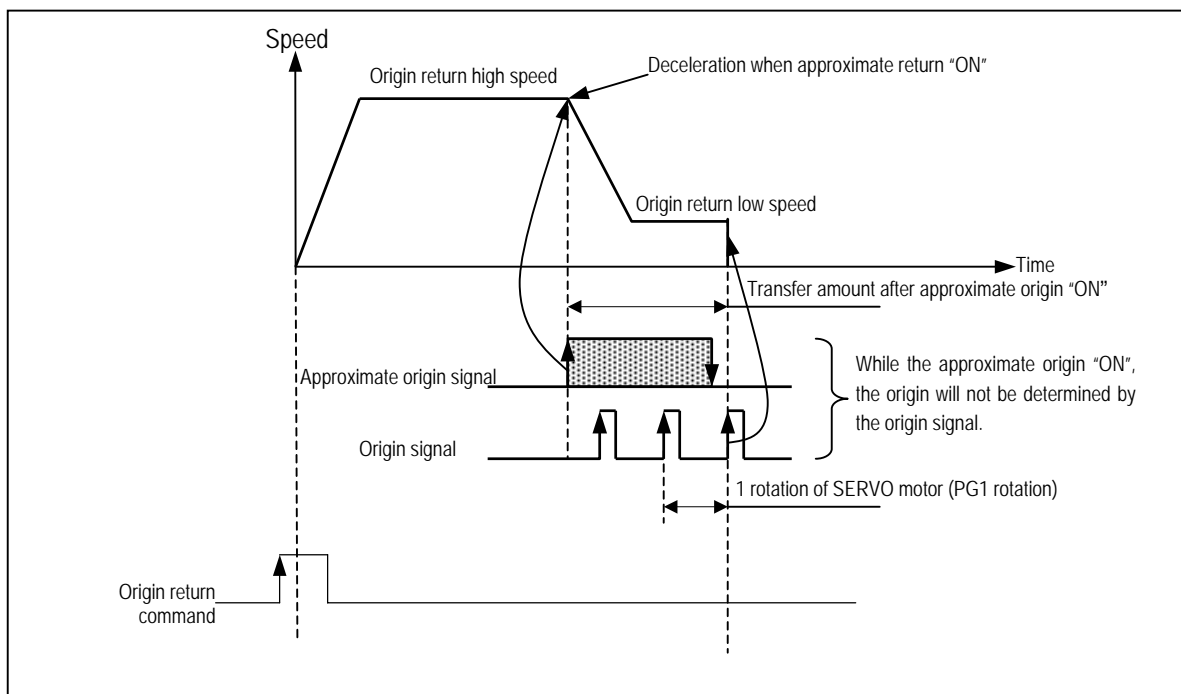 Speed
Origin return high speed
Deceleration when approximate return “ON”
Origin return low speed
Time
Transfer amount after approximate origin “ON”
Approximate origin signal
While the approximate origin “ON”,
the origin will not be determined by
the origin signal.
Origin signal
1 rotation of SERVO motor (PG1 rotation)
Origin return
command